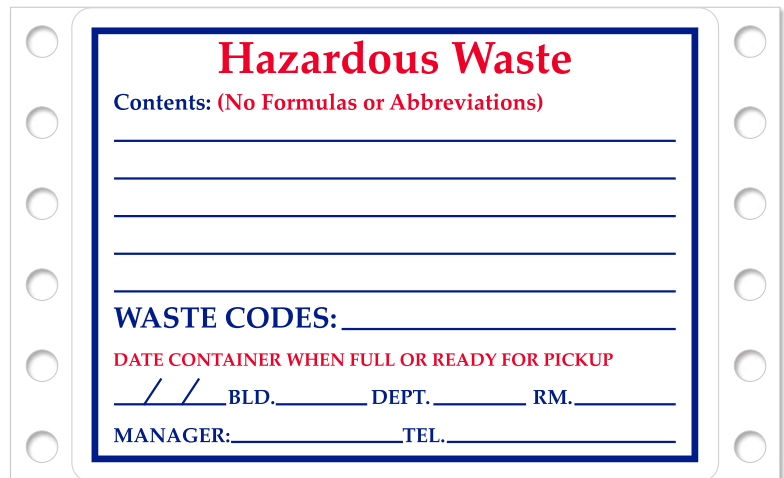 Hazardous Waste
Contents: (No Formulas or Abbreviations)
WASTE CODES:
DATE CONTAINER WHEN FULL OR READY FOR PICKUP
/ / BLD. DEPT. RM.
MANAGER: TEL.